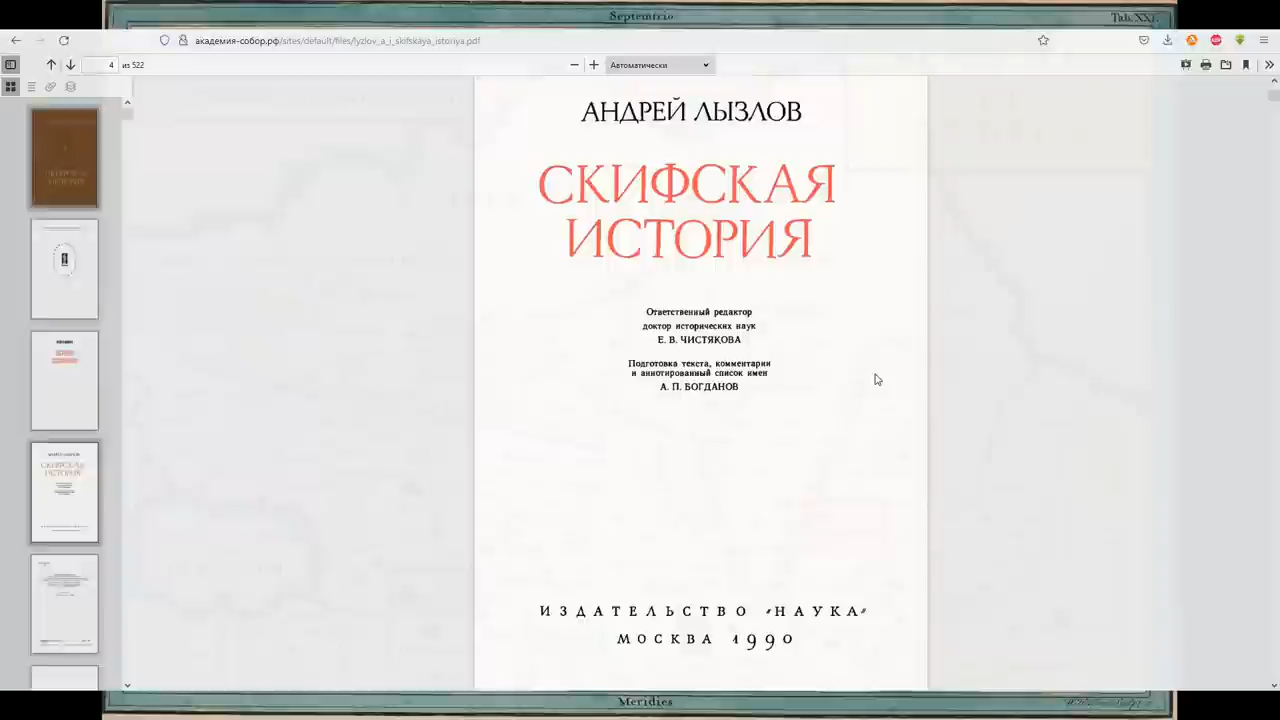 Septemtrio
Tab. XXI.
академия-собор.рф/sites/default/files/lyzlov_a_i_skifskaya_istoriya.pdf
4 из 522
Автоматически
АНДРЕЙ ЛЫЗЛОВ
СКИФСКАЯ
ИСТОРИЯ
Ответственный редактор
доктор исторических наук
Е. В. ЧИСТЯКОВА
Подготовка текста, комментарии
и аннотированный список имен
А. П. БОГДАНОВ
ИЗДАТЕЛЬСТВО «НАУКА»
МОСКВА 1990
Meridies